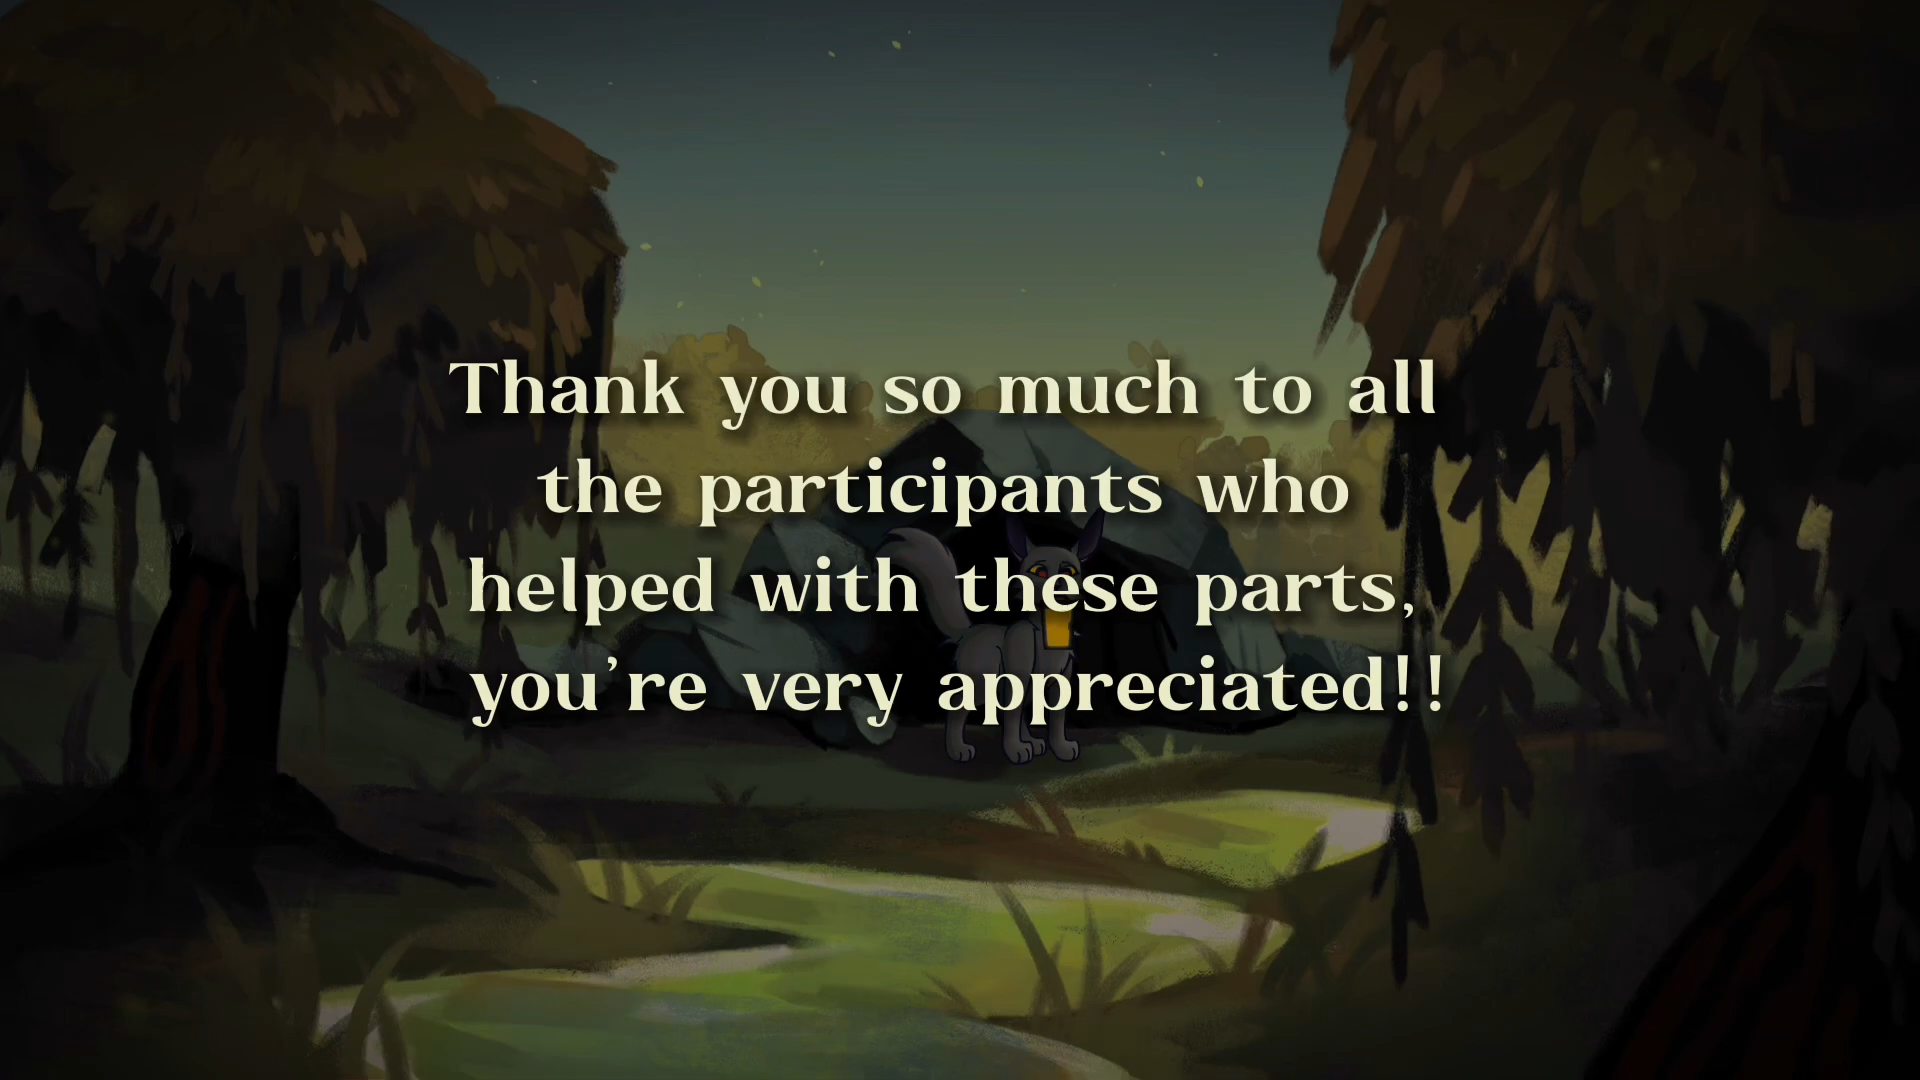 Thank you so much to all
the participants who
helped with these parts,
you're very appreciated!!